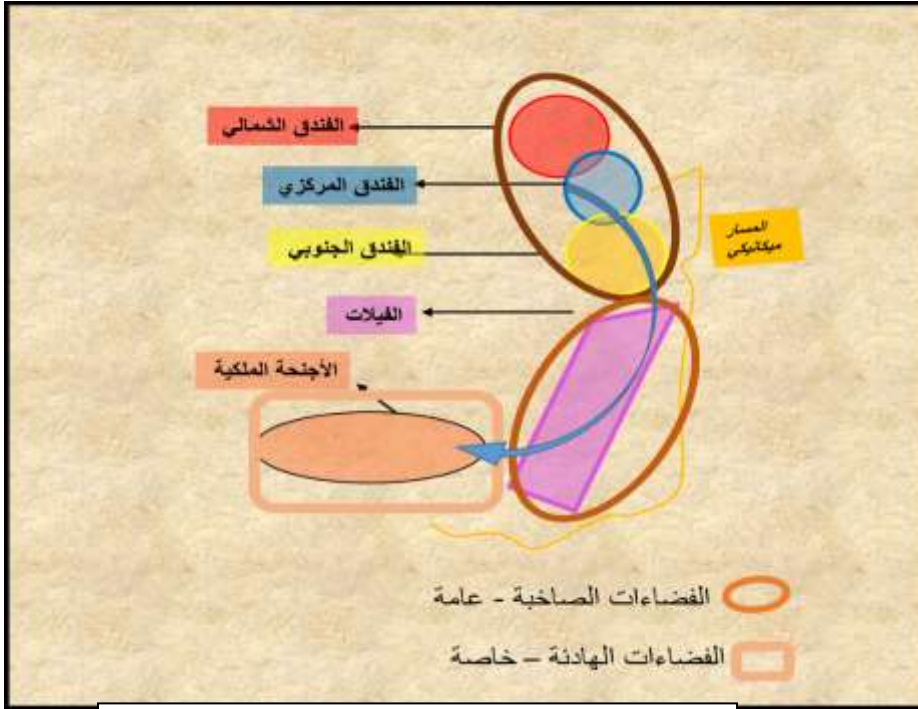 الفندق الشمالي
الفندق المركزي
المسار
ميكانيكي
الفندق الجنوبي
الفيلات
الأجنحة الملكية
الفضاءات الصاخبة - عامة
الفضاءات الهادئة – خاصة